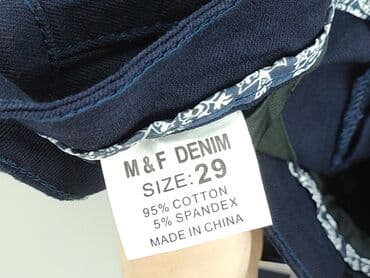 M & F DENIM
SIZE: 29
95% COTTON
5% SPANDEX
MADE IN CHINA